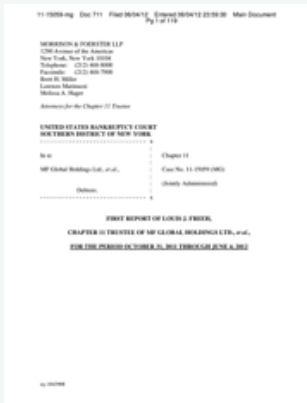 11-15059-mg Doc 711 Filed 06/04/12 Entered 06/04/12 23:59:30 Main Document
Pg 1 of 119
MORRISON & FOERSTER LLP
1290 Avenue of the Americas
New York, New York 10104
Telephone: (212) 468-8000
Facsimile: (212) 468-7900
Brett H. Miller
Lorenzo Marinuzzi
Melissa A. Hager
Attorneys for the Chapter 11 Trustee
UNITED STATES BANKRUPTCY COURT
SOUTHERN DISTRICT OF NEW YORK
In re
Chapter 11
MF Global Holdings Ltd., et al.,
Case No. 11-15059 (MG)
(Jointly Administered)
Debtors.
FIRST REPORT OF LOUIS J. FREEH,
CHAPTER 11 TRUSTEE OF MF GLOBAL HOLDINGS LTD., et al.,
FOR THE PERIOD OCTOBER 31, 2011 THROUGH JUNE 4, 2012